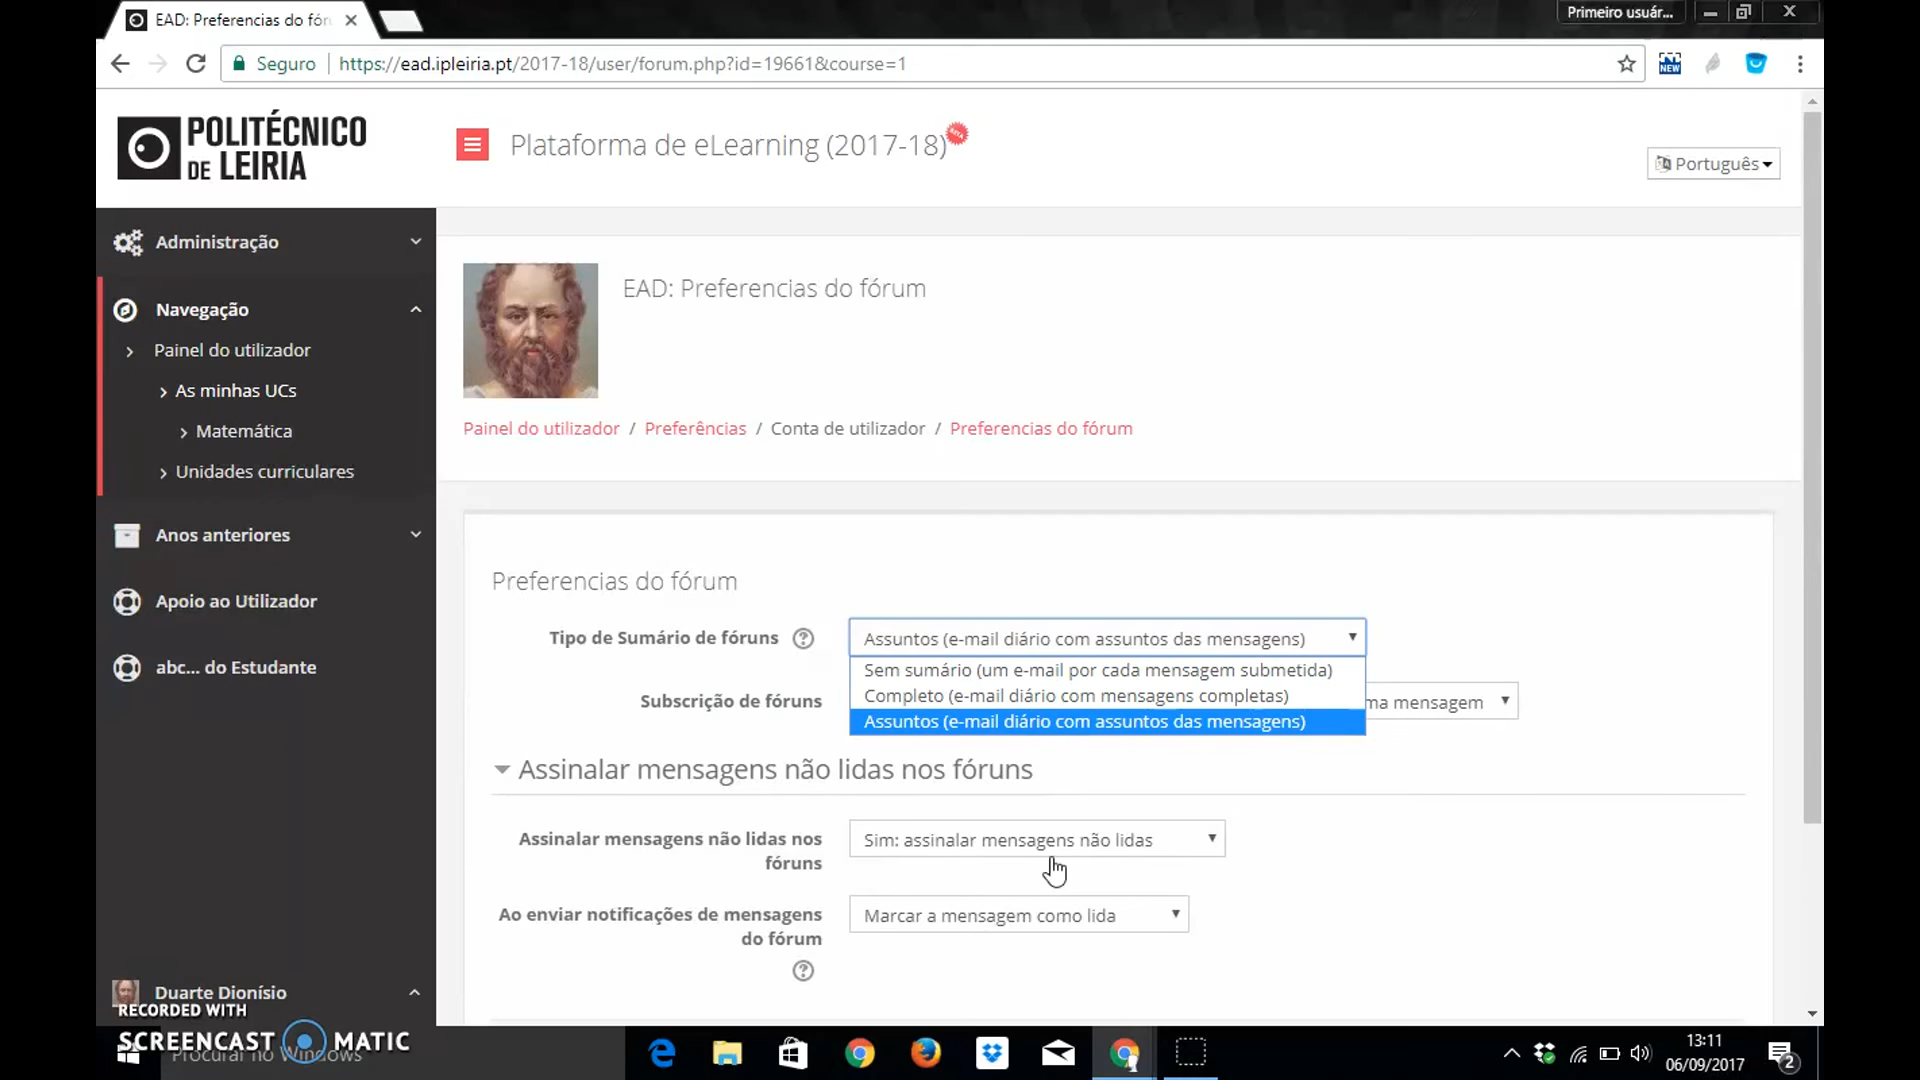 EAD: Preferencias do fór
Primeiro usuár...
Seguro
https://ead.ipleiria.pt/2017-18/user/forum.php?id=19661&course=1
NEW
POLITÉCNICO
DE LEIRIA
Plataforma de eLearning (2017-18)
BETA
Português
Administração
Navegação
Painel do utilizador
As minhas UCs
Matemática
Unidades curriculares
Anos anteriores
Apoio ao Utilizador
abc... do Estudante
Duarte Dionísio
EAD: Preferencias do fórum
Painel do utilizador / Preferências / Conta de utilizador / Preferencias do fórum
Preferencias do fórum
Tipo de Sumário de fóruns ?
Assuntos (e-mail diário com assuntos das mensagens)
Sem sumário (um e-mail por cada mensagem submetida)
Completo (e-mail diário com mensagens completas)
Assuntos (e-mail diário com assuntos das mensagens)
Subscrição de fóruns
ma mensagem
Assinalar mensagens não lidas nos fóruns
Assinalar mensagens não lidas nos
fóruns
Sim: assinalar mensagens não lidas
Ao enviar notificações de mensagens
do fórum
?
Marcar a mensagem como lida
RECORDED WITH
SCREENCAST MATIC
Procurar no Windows
13:11
06/09/2017
2